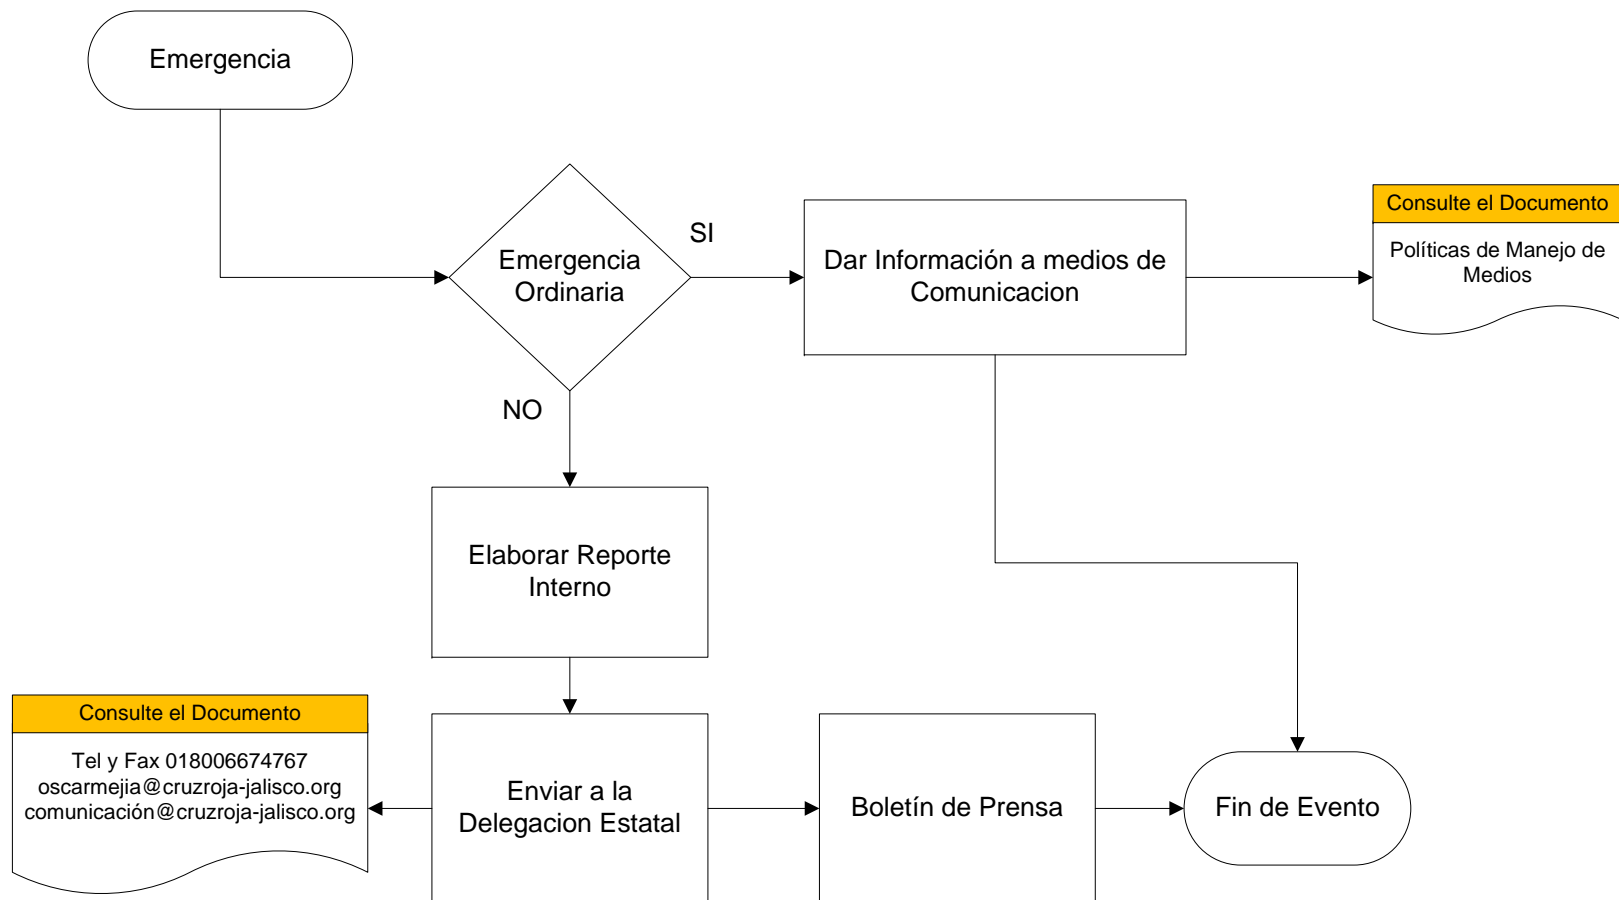 Emergencia
Emergencia
Ordinaria
SI
NO
Dar Información a medios de
Comunicacion
Consulte el Documento
Políticas de Manejo de
Medios
Elaborar Reporte
Interno
Consulte el Documento
Tel y Fax 018006674767
oscarmejia@cruzroja-jalisco.org
comunicación@cruzroja-jalisco.org
Enviar a la
Delegacion Estatal
Boletín de Prensa
Fin de Evento